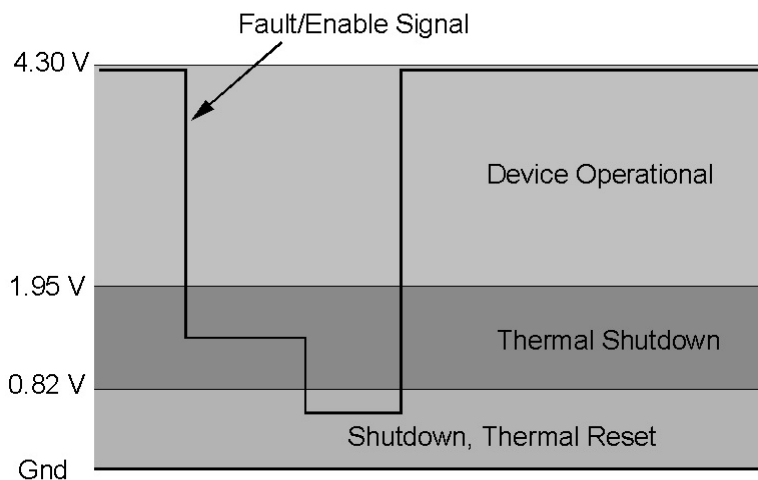 Fault/Enable Signal
4.30 V
Device Operational
1.95 V
Thermal Shutdown
0.82 V
Shutdown, Thermal Reset
Gnd